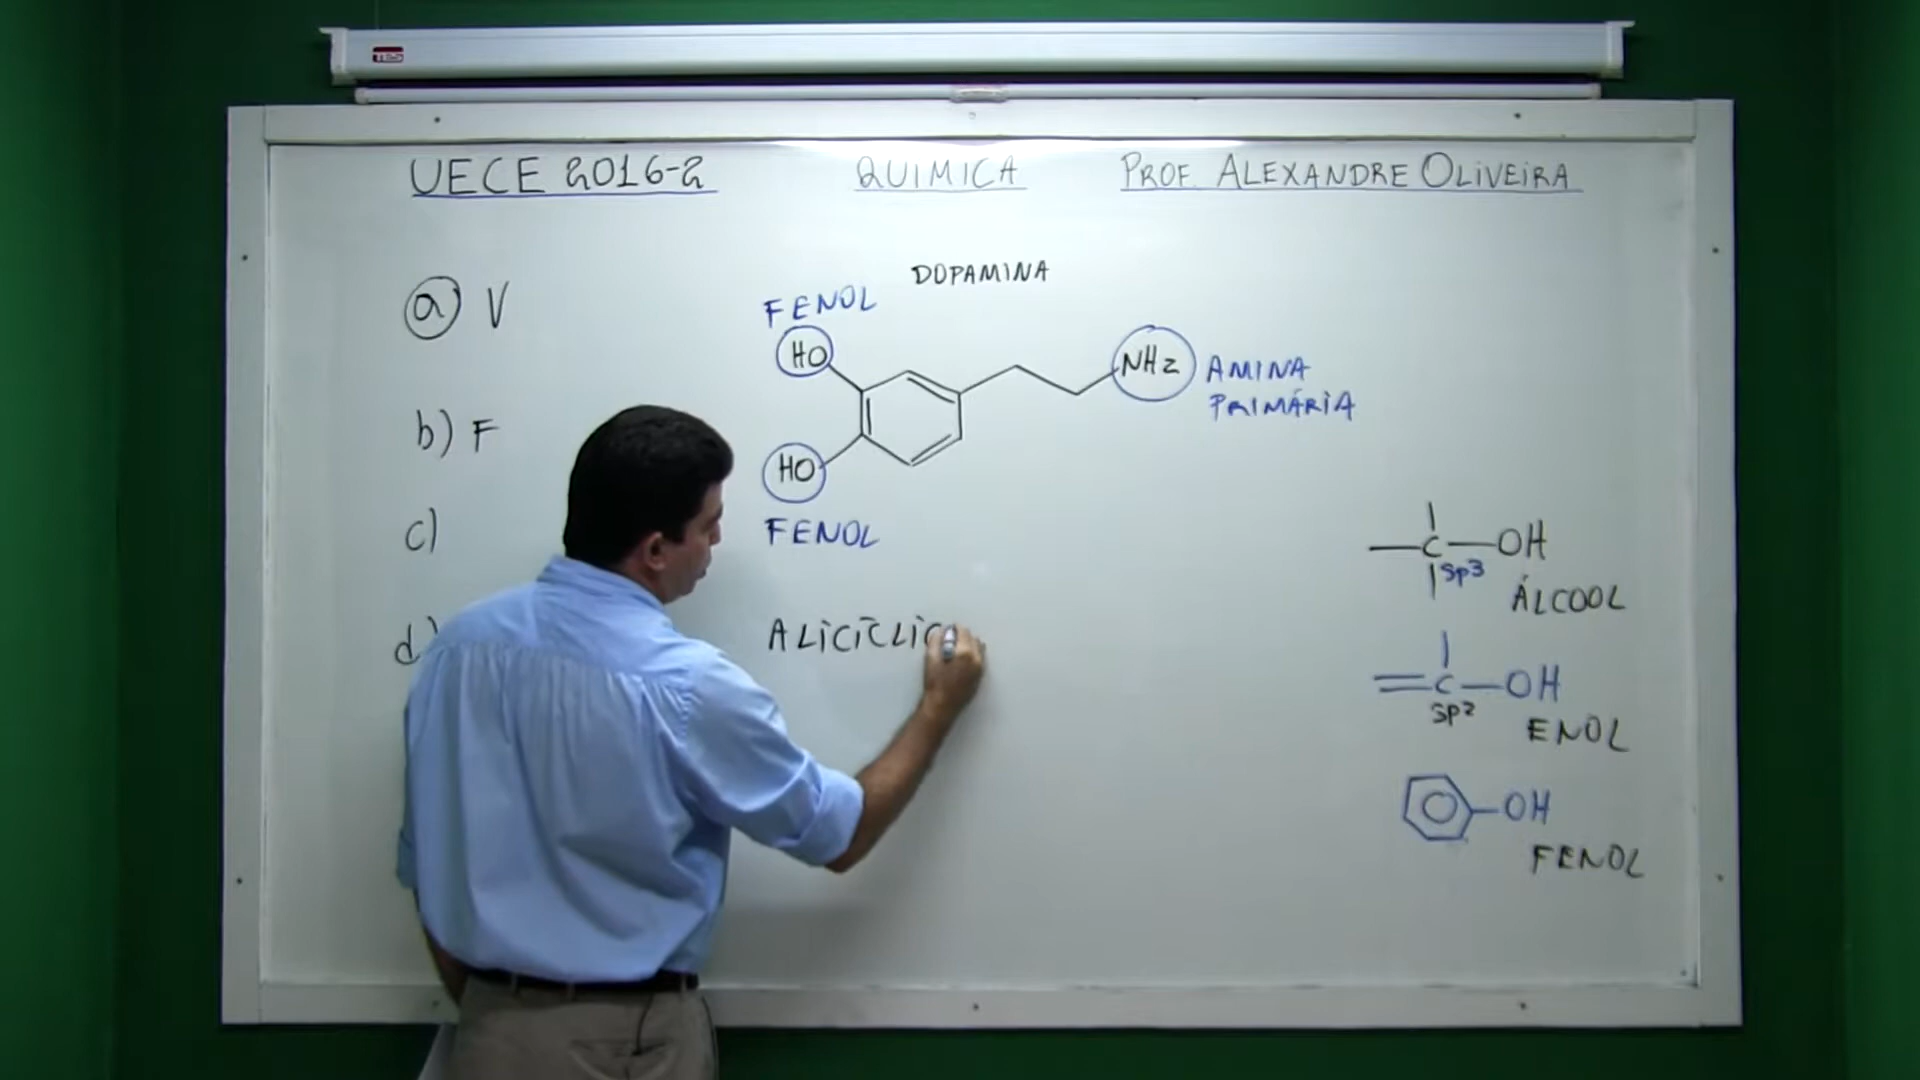 UECE 2016-2 QUIMICA PROF. ALEXANDRE OLIVEIRA
DOPAMINA
a) V
FENOL
HO
NH2 AMINA
PRIMÁRIA
b) F
HO
c)
FENOL
C OH
sp3
ÁLCOOL
d)
ALICÍCLIC
C OH
sp2
ENOL
OH
FENOL